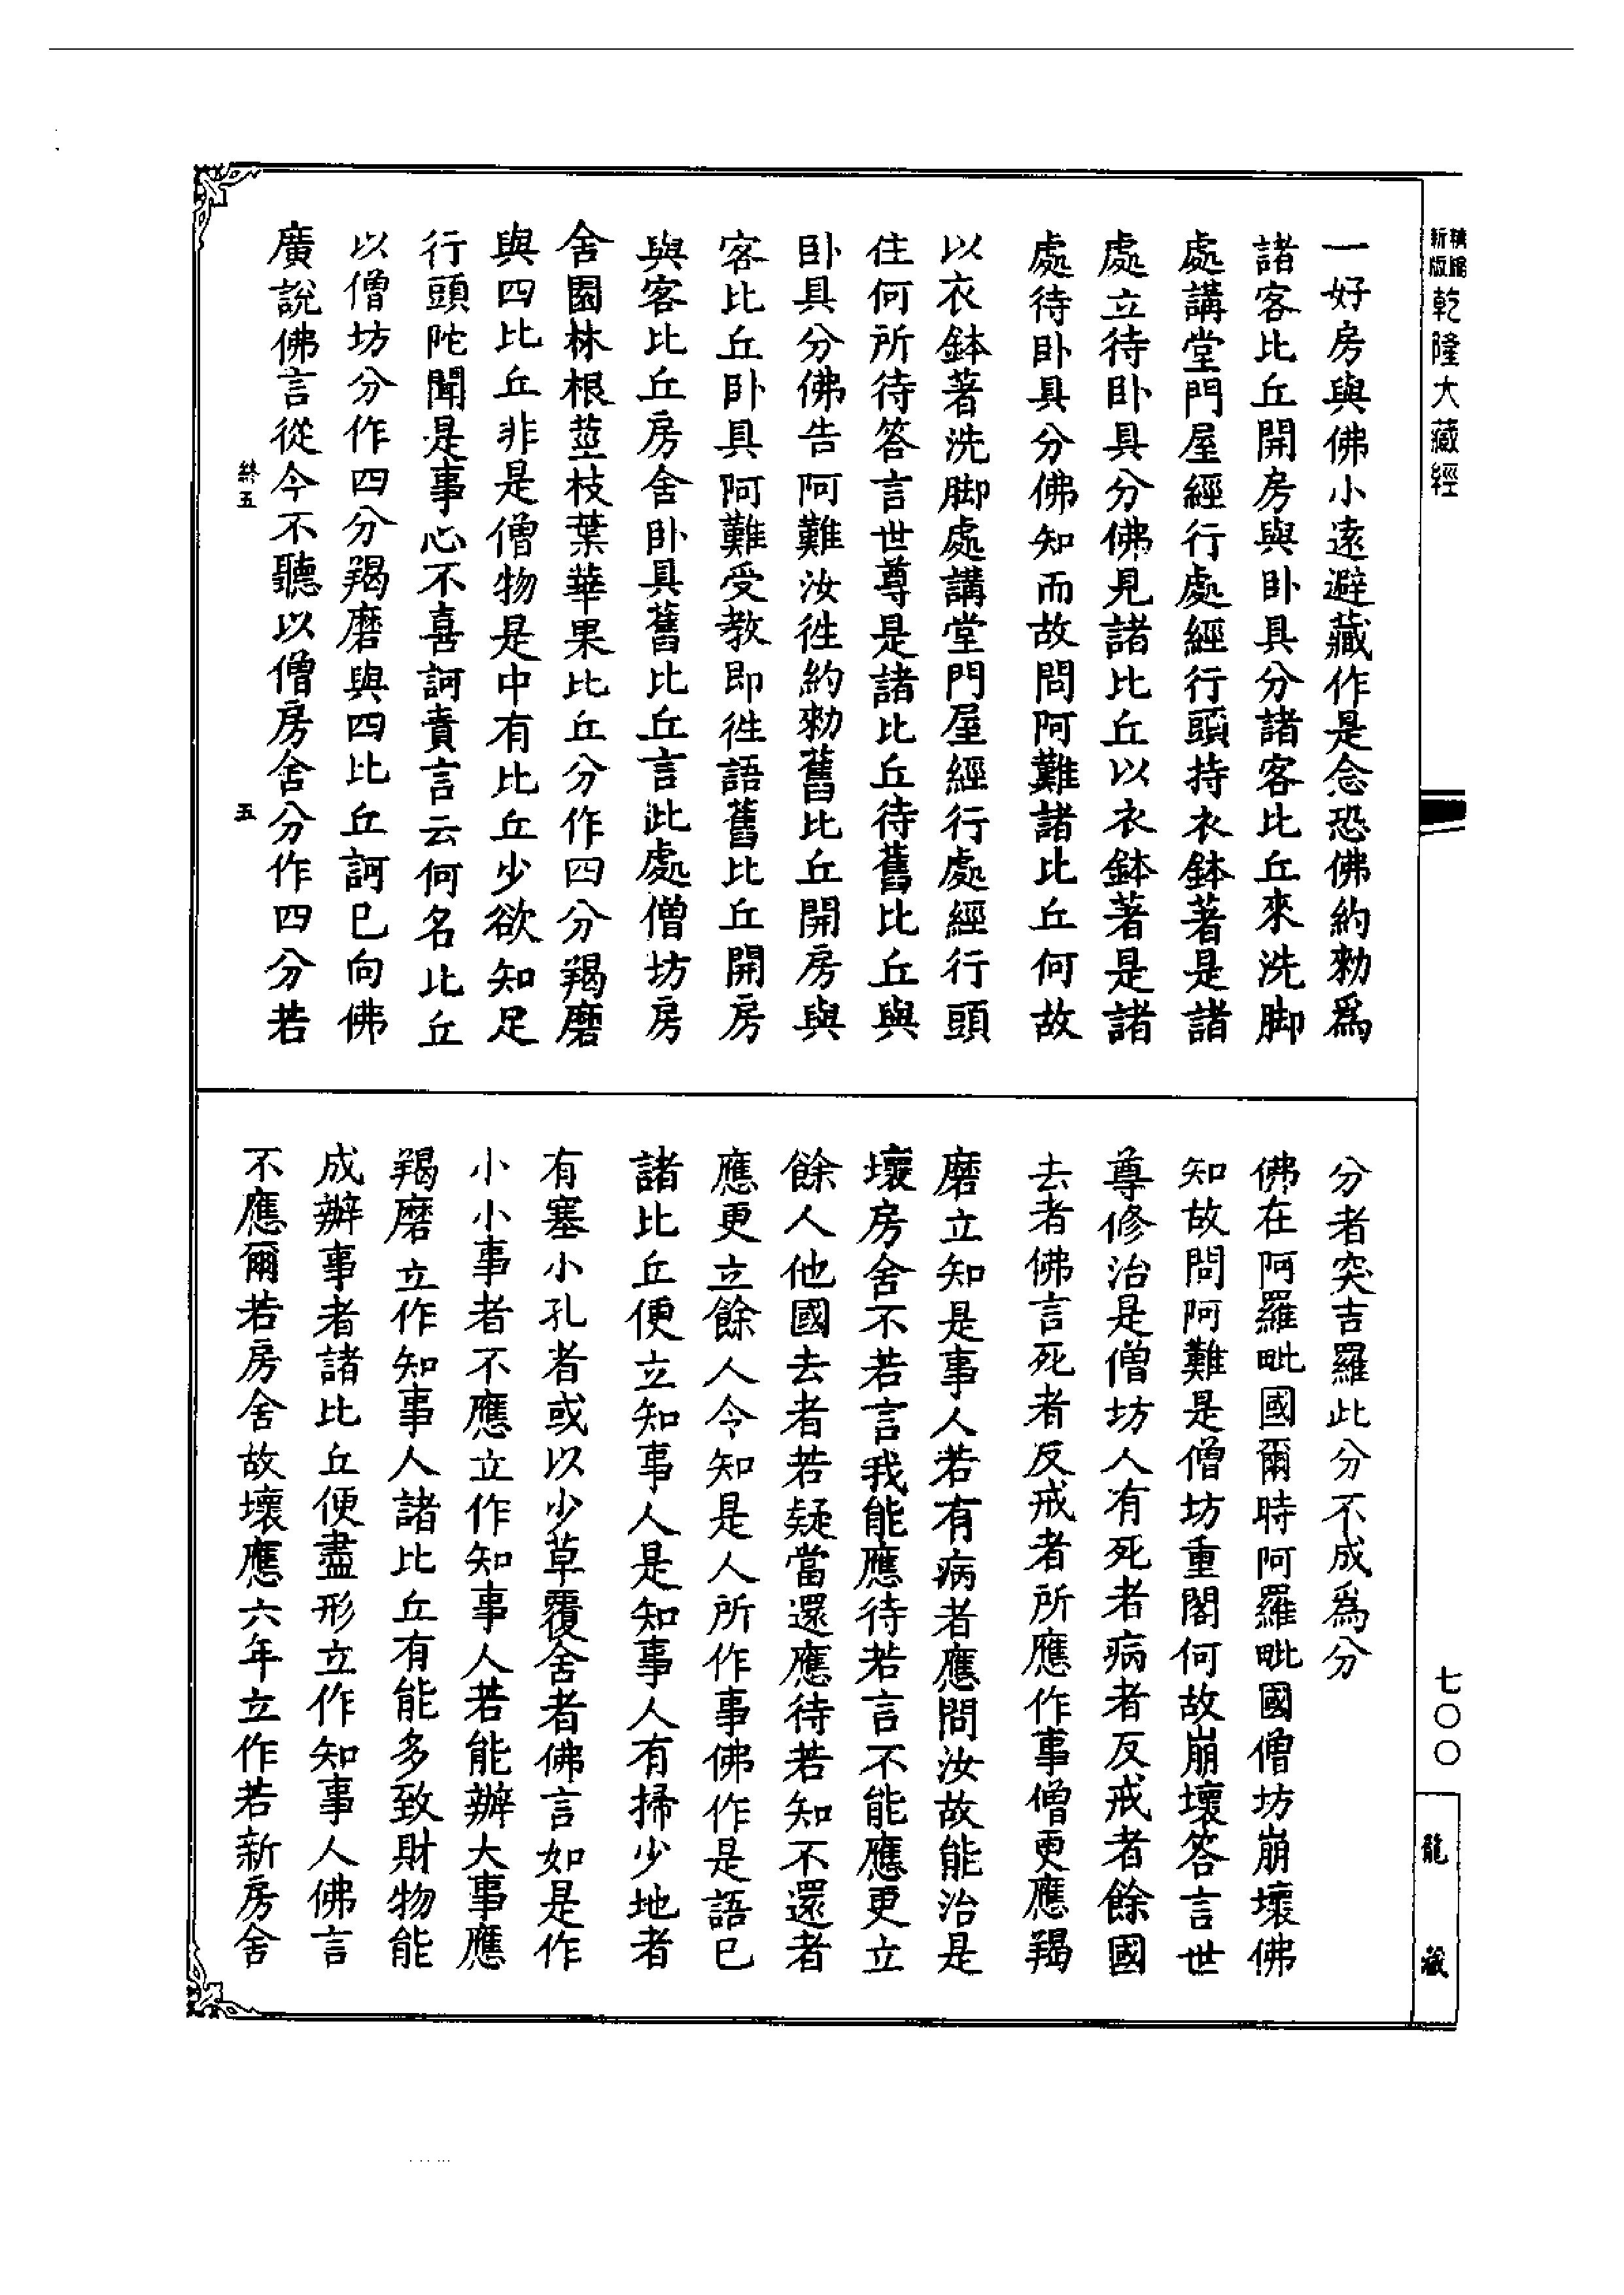 新版乾隆大藏經
一好房與佛小遠避藏作是念恐佛約勑爲
諸客比丘開房與卧具分諸客比丘來洗脚
處講堂門屋經行處經行頭持衣鉢著是諸
處立待卧具分佛見諸比丘以衣鉢著是諸
處待卧具分佛知而故問阿難諸比丘何故
以衣鉢著洗脚處講堂門屋經行處經行頭
住何所待答言世尊是諸比丘待舊比丘與
卧具分佛告阿難汝徃約勑舊比丘開房與
客比丘卧具阿難受教即徃語舊比丘開房
與客比丘房舍卧具舊比丘言此處僧坊房
舍園林根莖枝葉華果比丘分作四分羯磨
與四比丘非是僧物是中有比丘少欲知足
行頭陀聞是事心不喜訶責言云何名比丘
以僧坊分作四分羯磨與四比丘訶已向佛
廣說佛言從今不聽以僧房舍分作四分若
終五 五
分者突吉羅此分不成爲分
佛在阿羅毗國爾時阿羅毗國僧坊崩壞佛
知故問阿難是僧坊重閣何故崩壞答言世
尊修治是僧坊人有死者病者反戒者餘國
去者佛言死者反戒者所應作事僧更應羯
磨立知是事人若有病者應問汝故能治是
壞房舍不若言我能應待若言不能應更立
餘人他國去者若疑當還應待若知不還者
應更立餘人令知是人所作事佛作是語已
諸比丘便立知事人是知事人有掃少地者
有塞小孔者或以少草覆舍者佛言如是作
小小事者不應立作知事人若能辦大事應
羯磨立作知事人諸比丘有能多致財物能
成辦事者諸比丘便盡形立作知事人佛言
不應爾若房舍故壞應六年立作若新房舍
七〇〇
龍藏